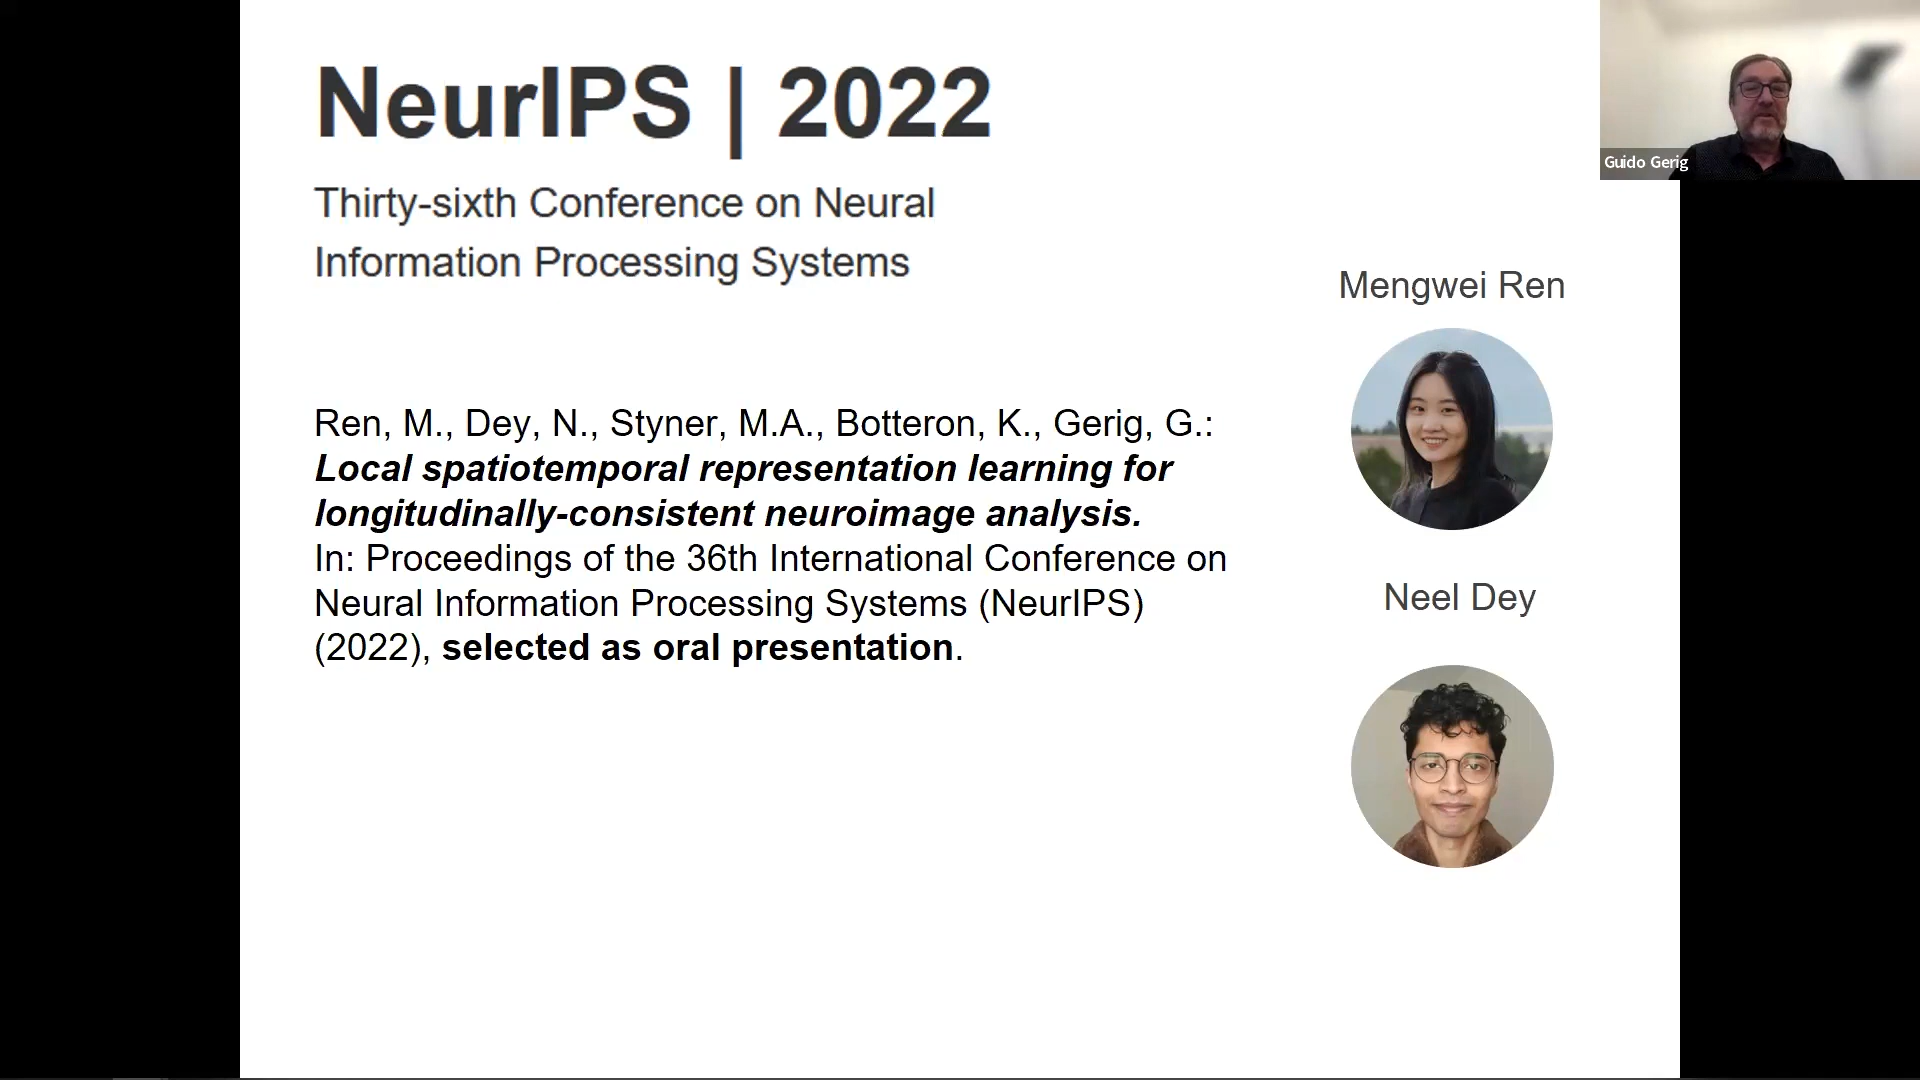 NeurIPS | 2022
Thirty-sixth Conference on Neural
Information Processing Systems
Guido Gerig
Mengwei Ren
Ren, M., Dey, N., Styner, M.A., Botteron, K., Gerig, G.:
Local spatiotemporal representation learning for
longitudinally-consistent neuroimage analysis.
In: Proceedings of the 36th International Conference on
Neural Information Processing Systems (NeurIPS)
(2022), selected as oral presentation.
Neel Dey